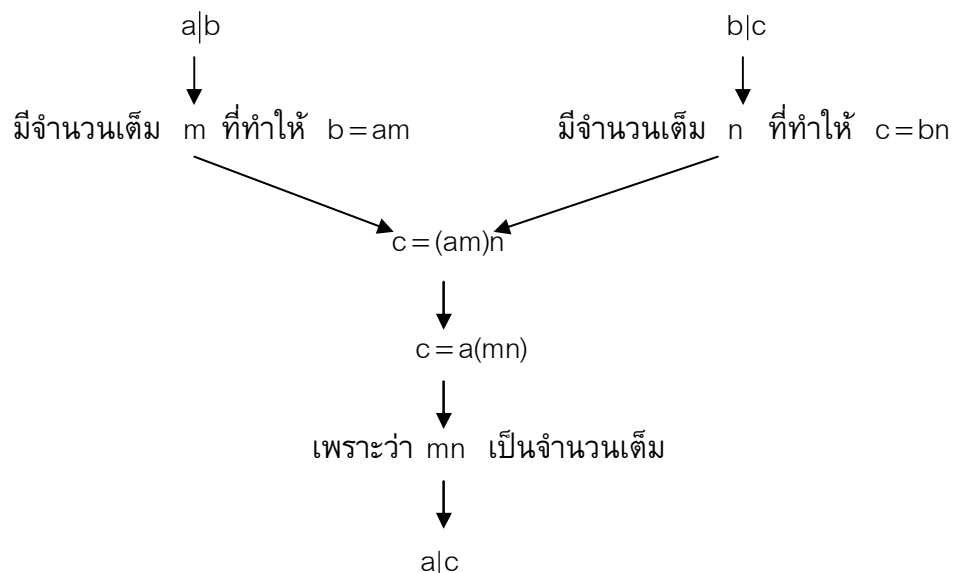 a|b b|c
มีจำนวนเต็ม m ที่ทำให้ b=am มีจำนวนเต็ม n ที่ทำให้ c=bn
c=(am)n
c=a(mn)
เพราะว่า mn เป็นจำนวนเต็ม
a|c